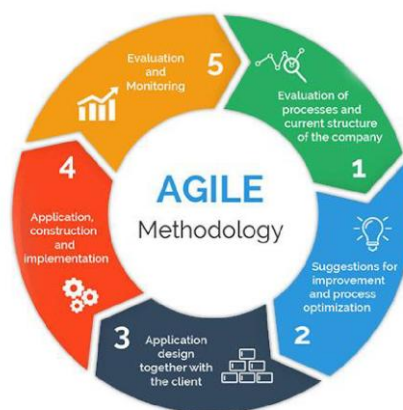 AGILE
Methodology
1
Evaluation of
processes and
current structure
of the company
2
Suggestions for
improvement
and process
optimization
3
Application
design
together with
the client
4
Application,
construction
and
implementation
5
Evaluation
and
Monitoring